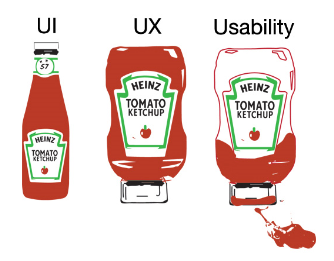 UI
UX
Usability
57
HEINZ
TOMATO
KETCHUP
HEINZ
TOMATO
KETCHUP
HEINZ
TOMATO
KETCHUP